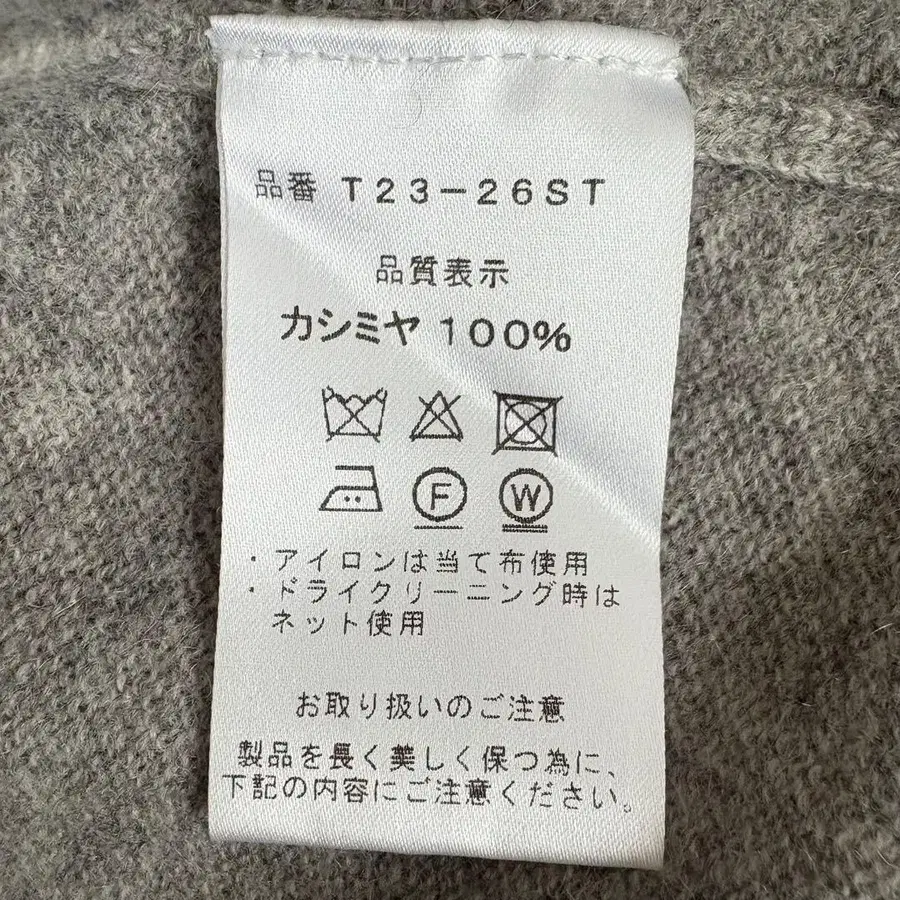 品番 T23-26ST
品質表示
カシミヤ 100%
F W
・アイロンは当て布使用
・ドライクリーニング時は
ネット使用
お取り扱いのご注意
製品を長く美しく保つ為に、
下記の内容にご注意ください。